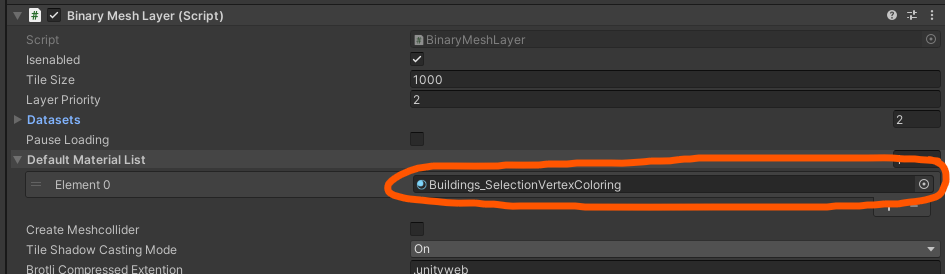 Binary Mesh Layer (Script)
Script BinaryMeshLayer
Isenabled
Tile Size 1000
Layer Priority 2
Datasets 2
Pause Loading
Default Material List
Element 0 Buildings_SelectionVertexColoring
Create Meshcollider
Tile Shadow Casting Mode On
Brotli Compressed Extention .unityweb